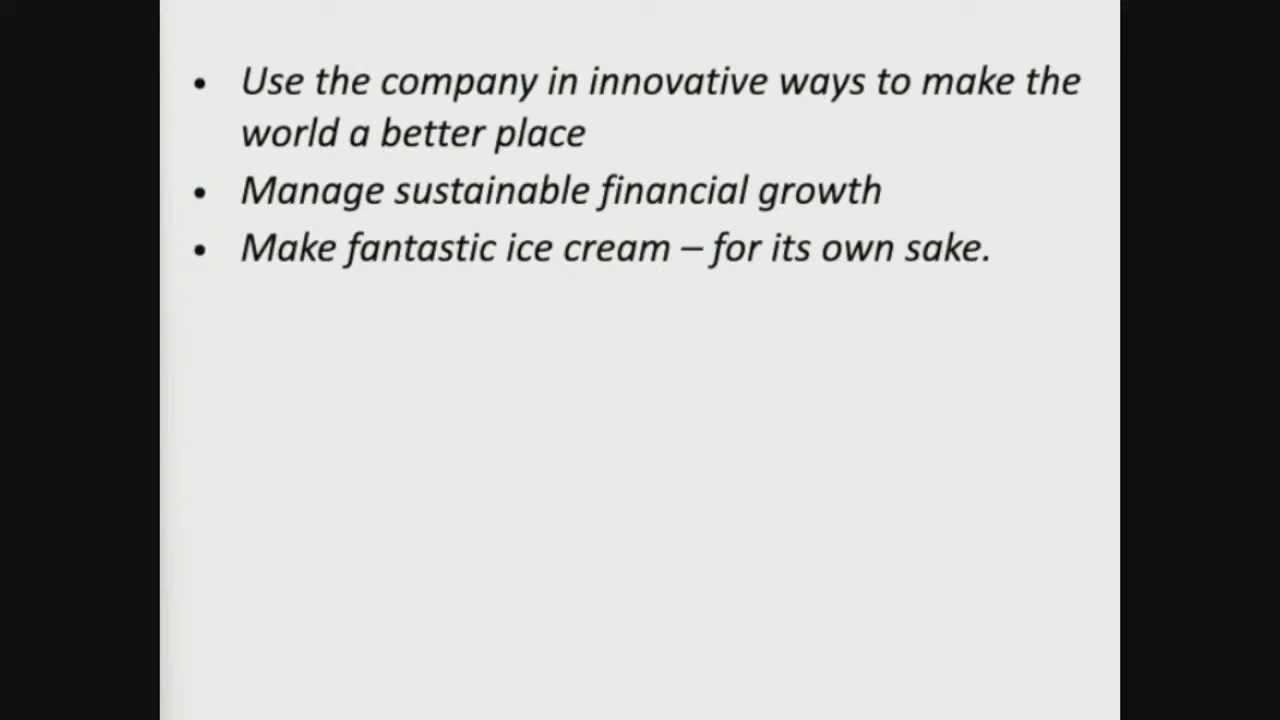 • Use the company in innovative ways to make the
world a better place
• Manage sustainable financial growth
• Make fantastic ice cream – for its own sake.